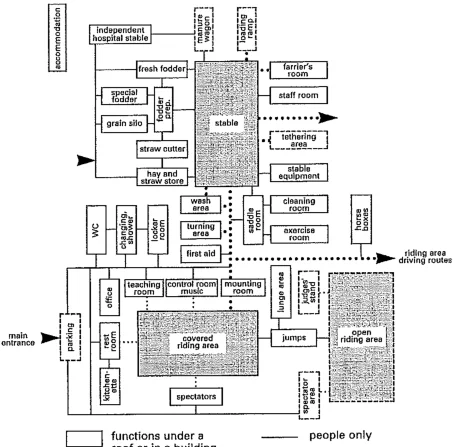 accommodation
independent
hospital stable
manure
wagon
loading
ramp
fresh fodder
farrier's
room
special
fodder
fodder
prep.
staff room
grain silo
stable
tethering
area
straw cutter
hay and
straw store
stable
equipment
wash
area
saddle
room
cleaning
room
horse
boxes
WC
changing,
shower
locker
room
turning
area
exercise
room
first aid
riding area
driving routes
office
teaching
room
control room
music
mounting
room
lunge area
judges'
stand
main
entrance
parking
rest
room
covered
riding area
jumps
open
riding area
kitchen-
ette
spectators
spectator
area
functions under a
roof or in a building
people only